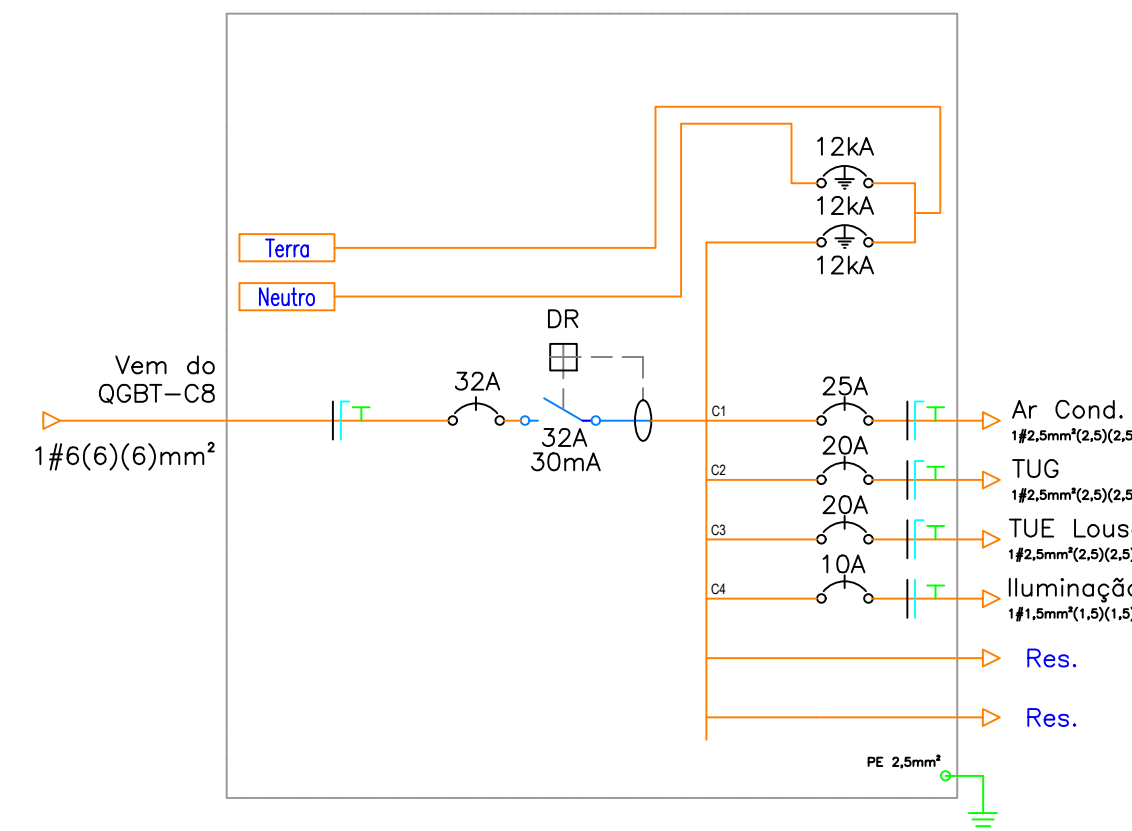 12kA
12kA
12kA
Terra
Neutro
DR
Vem do
QGBT-C8
1#6(6)(6)mm²
32A
32A
30mA
C1
25A
Ar Cond.
1#2,5mm²(2,5)(2,5
C2
20A
TUG
1#2,5mm²(2,5)(2,5
C3
20A
TUE Lous
1#2,5mm²(2,5)(2,5)
C4
10A
Iluminação
1#1,5mm²(1,5)(1,5)
Res.
Res.
PE 2,5mm²